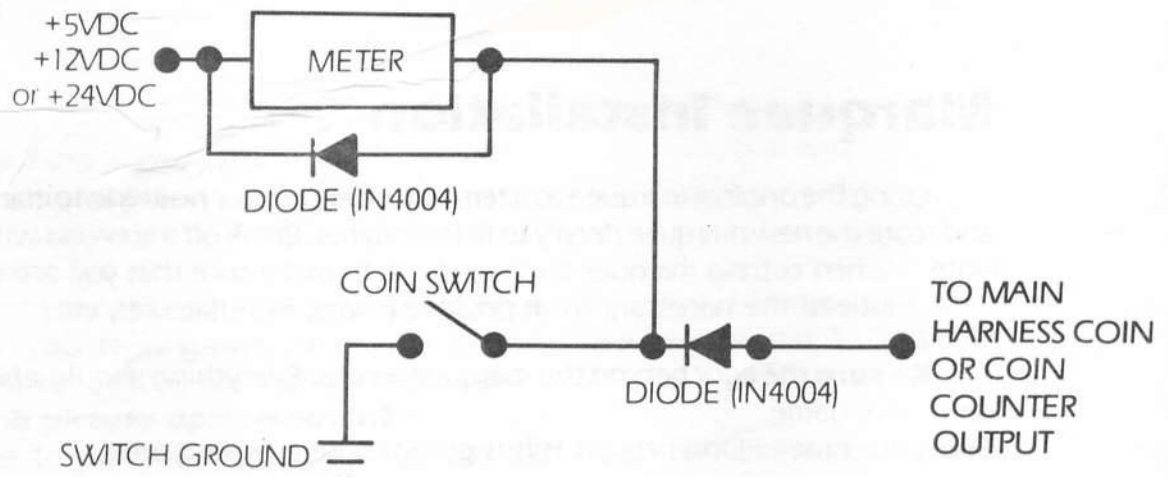 +5VDC
+12VDC
or +24VDC
METER
DIODE (IN4004)
COIN SWITCH
SWITCH GROUND
DIODE (IN4004)
TO MAIN
HARNESS COIN
OR COIN
COUNTER
OUTPUT